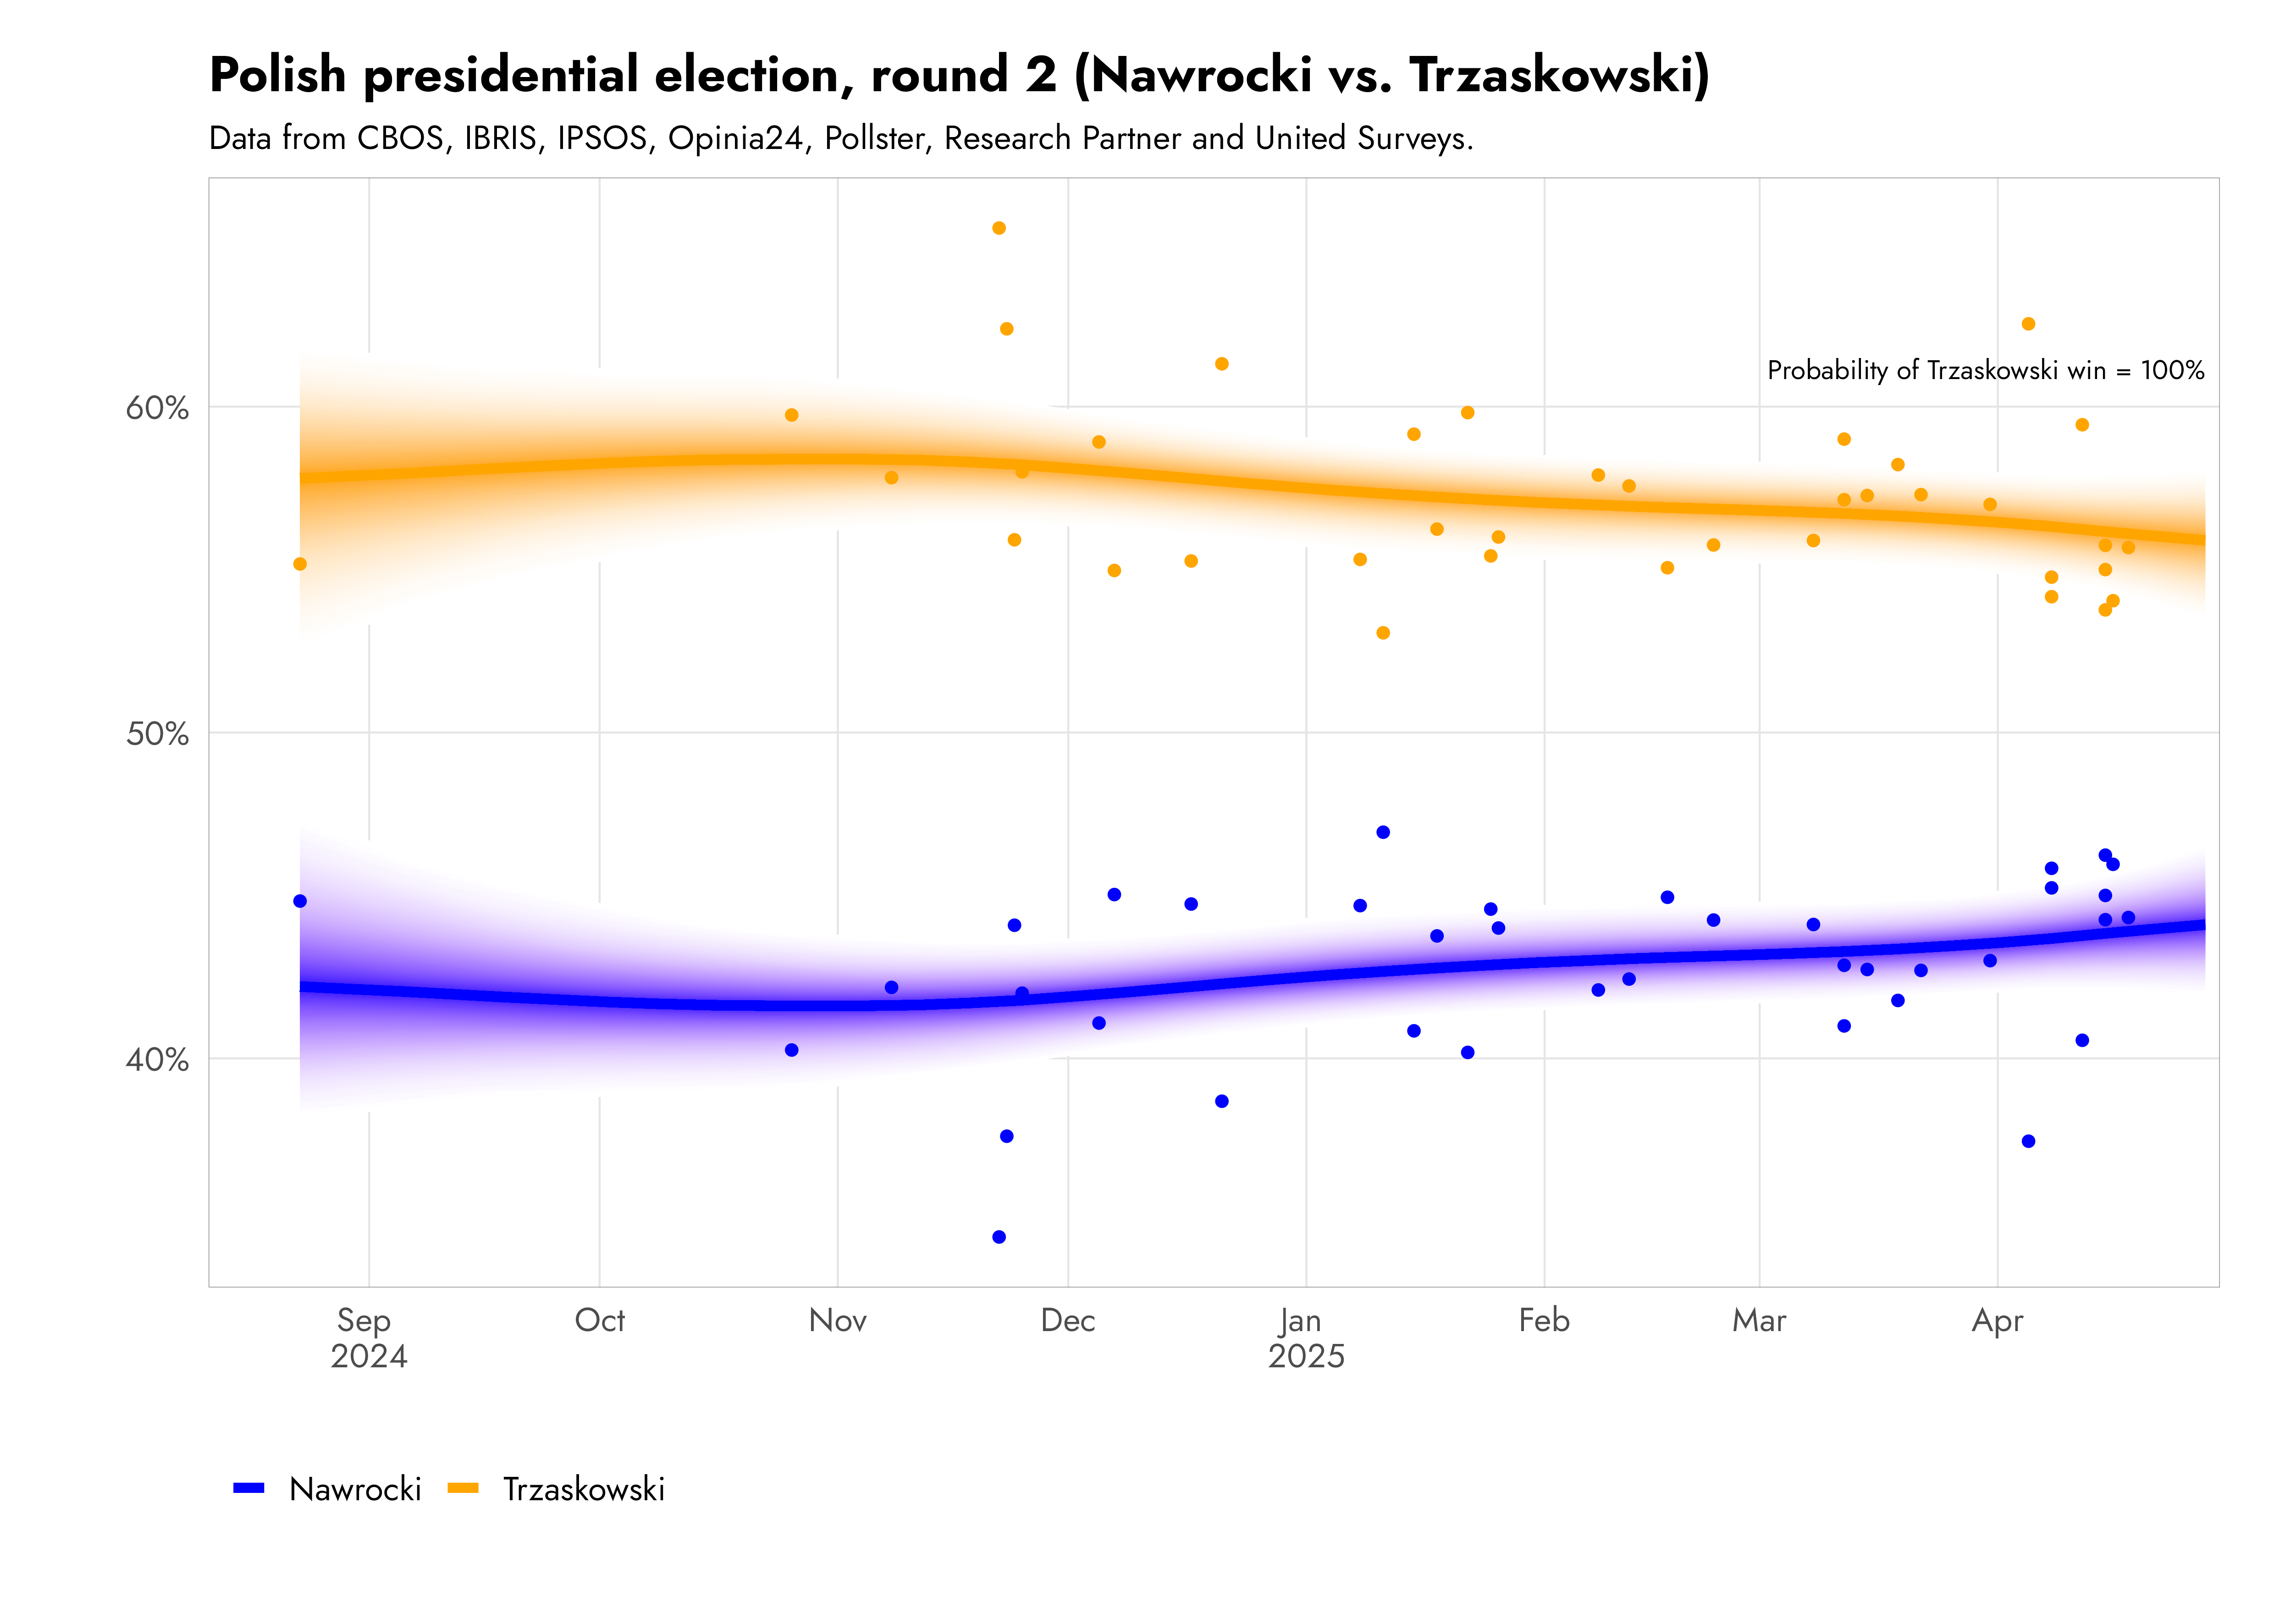 Polish presidential election, round 2 (Nawrocki vs. Trzaskowski)
Data from CBOS, IBRIS, IPSOS, Opinia24, Pollster, Research Partner and United Surveys.
Probability of Trzaskowski win = 100%
60%
50%
40%
Sep Oct Nov Dec Jan Feb Mar Apr
2024 2025
Nawrocki Trzaskowski